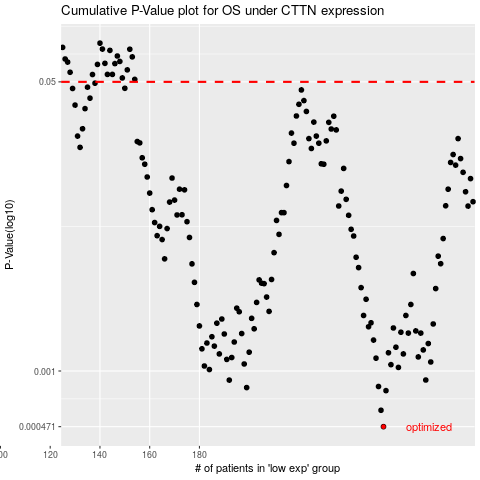 Cumulative P-Value plot for OS under CTTN expression
P-Value(log10)
0.05
0.001
0.000471
optimized
00 120 140 160 180
# of patients in 'low exp' group